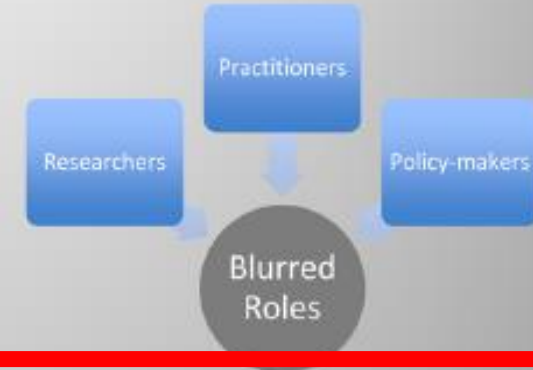 Practitioners
Researchers
Policy-makers
Blurred
Roles